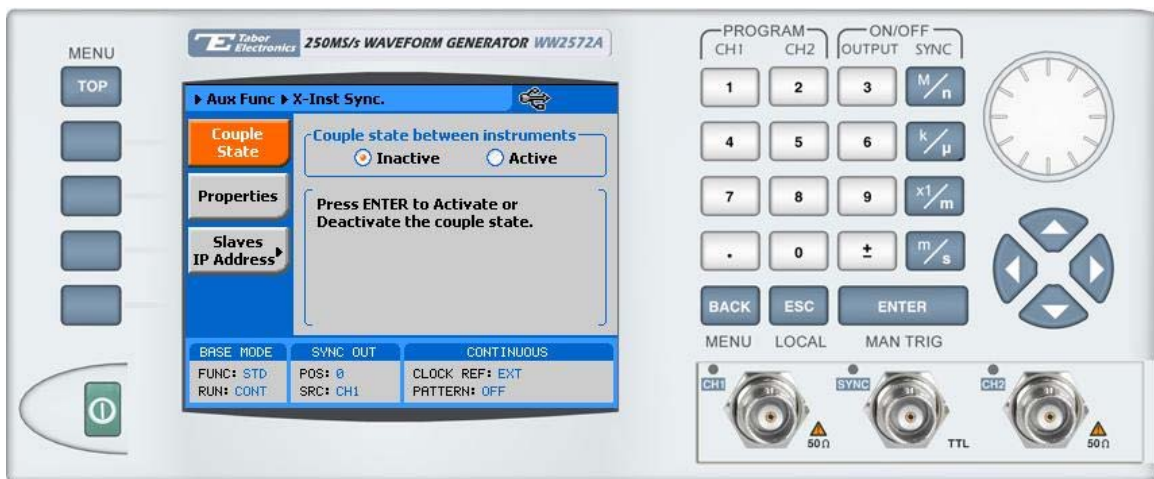 MENU
TOP
Tabor Electronics 250MS/s WAVEFORM GENERATOR WW2572A
Aux Func X-Inst Sync.
Couple State
Couple state between instruments
Inactive Active
Properties
Press ENTER to Activate or
Deactivate the couple state.
Slaves
IP Address
BASE MODE SYNC OUT CONTINUOUS
FUNC: STD POS: 0 CLOCK REF: EXT
RUN: CONT SRC: CH1 PATTERN: OFF
PROGRAM ON/OFF
CH1 CH2 OUTPUT SYNC
1 2 3 M/n
4 5 6 k/µ
7 8 9 x1/m
. 0 ± m/s
BACK ESC ENTER
MENU LOCAL MAN TRIG
CH1 SYNC CH2
50Ω TTL 50Ω